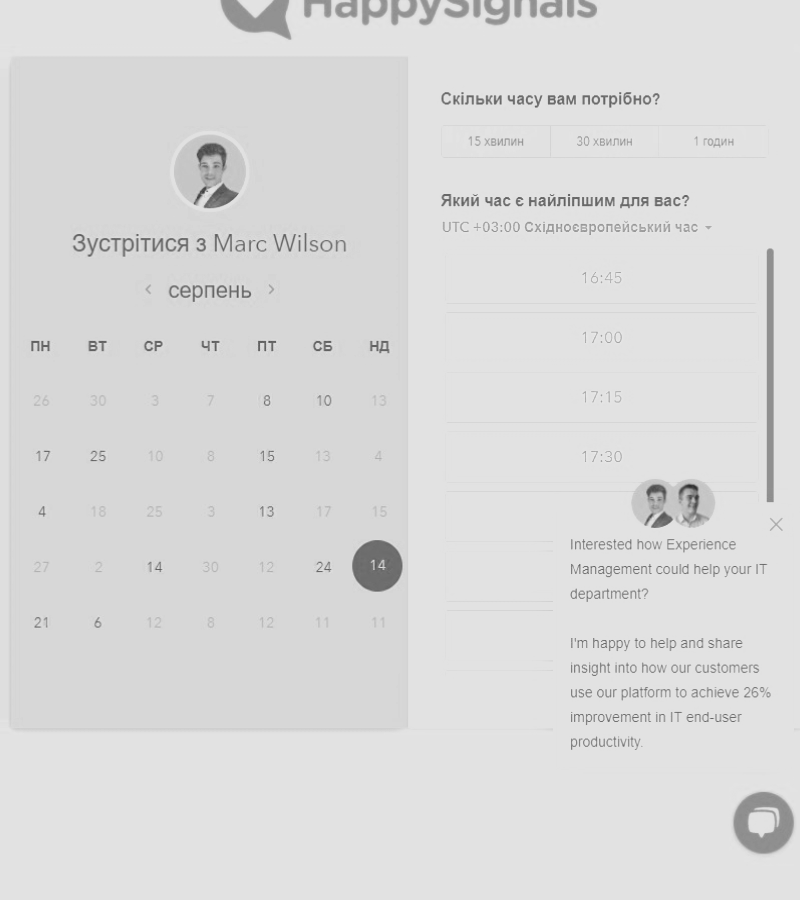 HappySignals
Зустрітися з Marc Wilson
серпень
ПН ВТ СР ЧТ ПТ СБ НД
26 30 3 7 8 10 13
17 25 10 8 15 13 4
4 18 25 3 13 17 15
27 2 14 30 12 24 14
21 6 12 8 12 11 11
Скільки часу вам потрібно?
15 хвилин 30 хвилин 1 годин
Який час є найліпшим для вас?
UTC +03:00 Східноєвропейський час
16:45
17:00
17:15
17:30
Interested how Experience
Management could help your IT
department?
I'm happy to help and share
insight into how our customers
use our platform to achieve 26%
improvement in IT end-user
productivity.